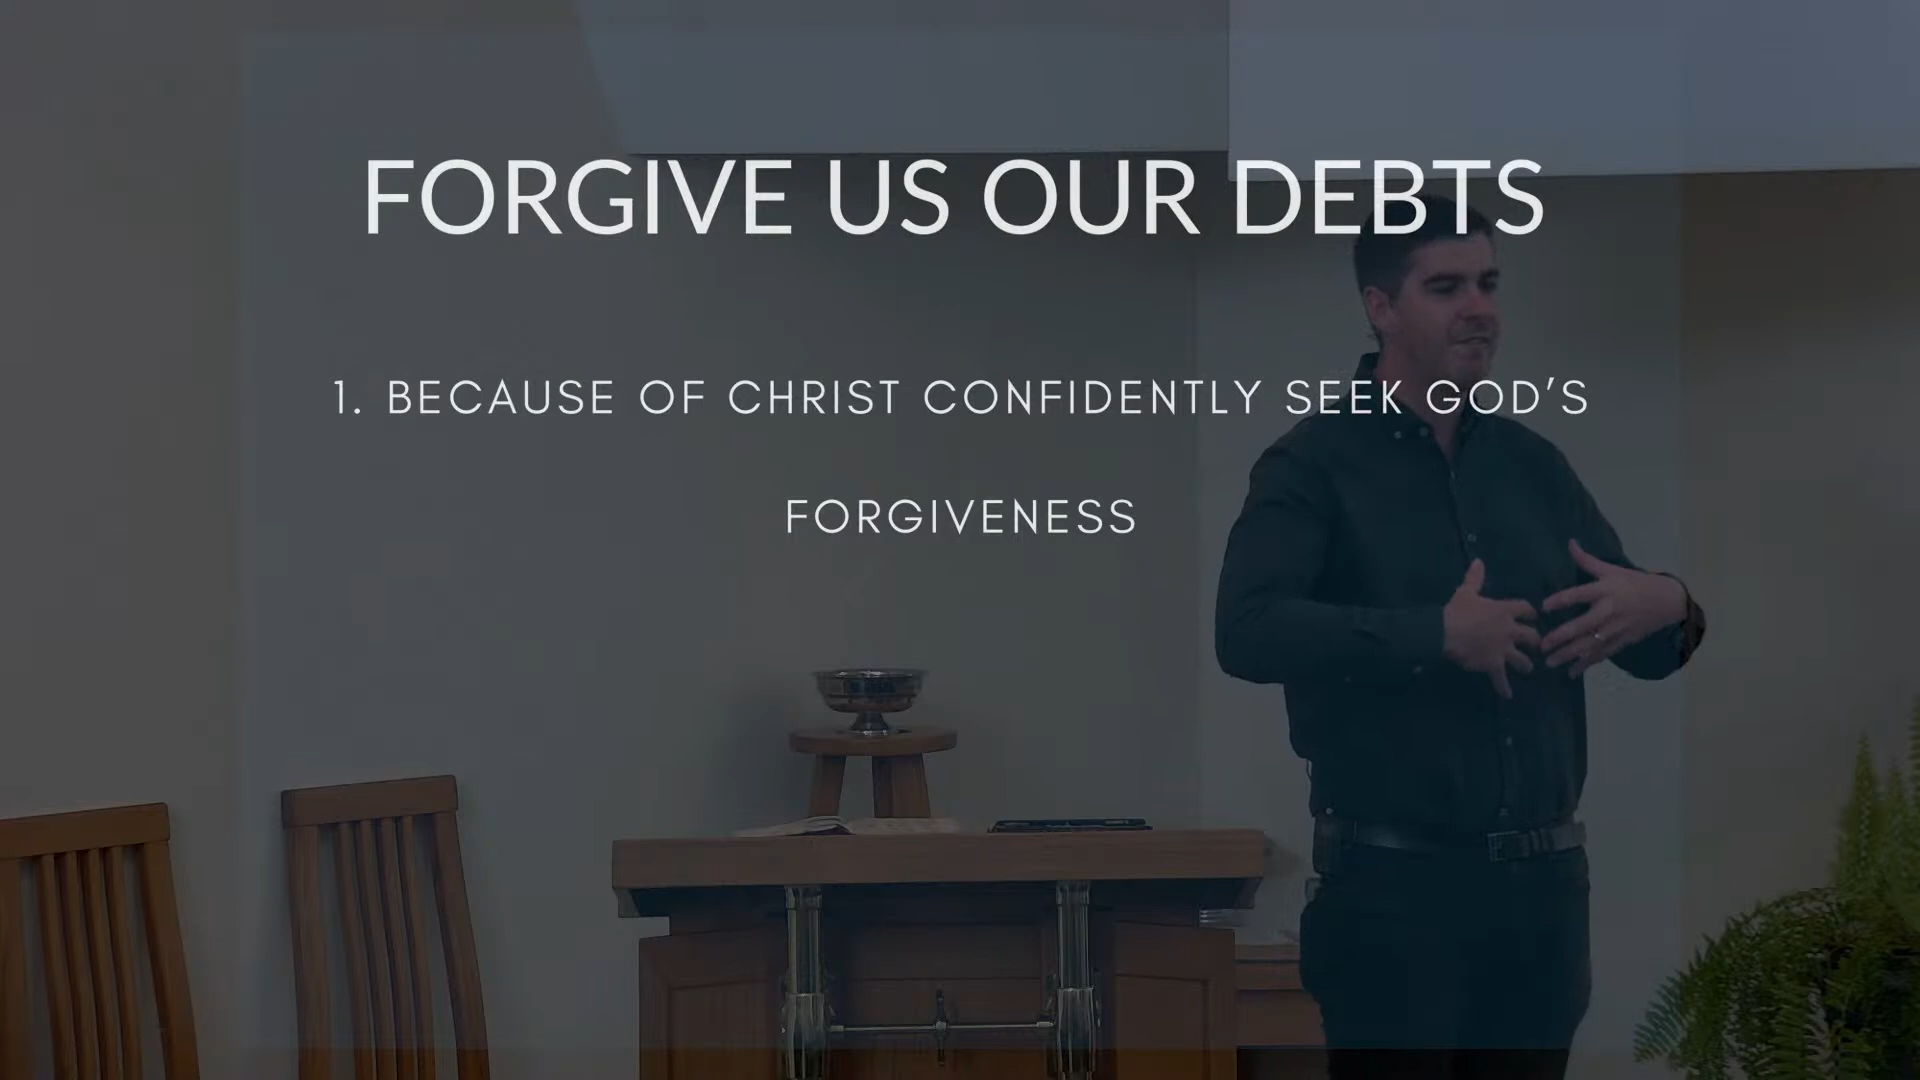 FORGIVE US OUR DEBTS
1. BECAUSE OF CHRIST CONFIDENTLY SEEK GOD'S
FORGIVENESS